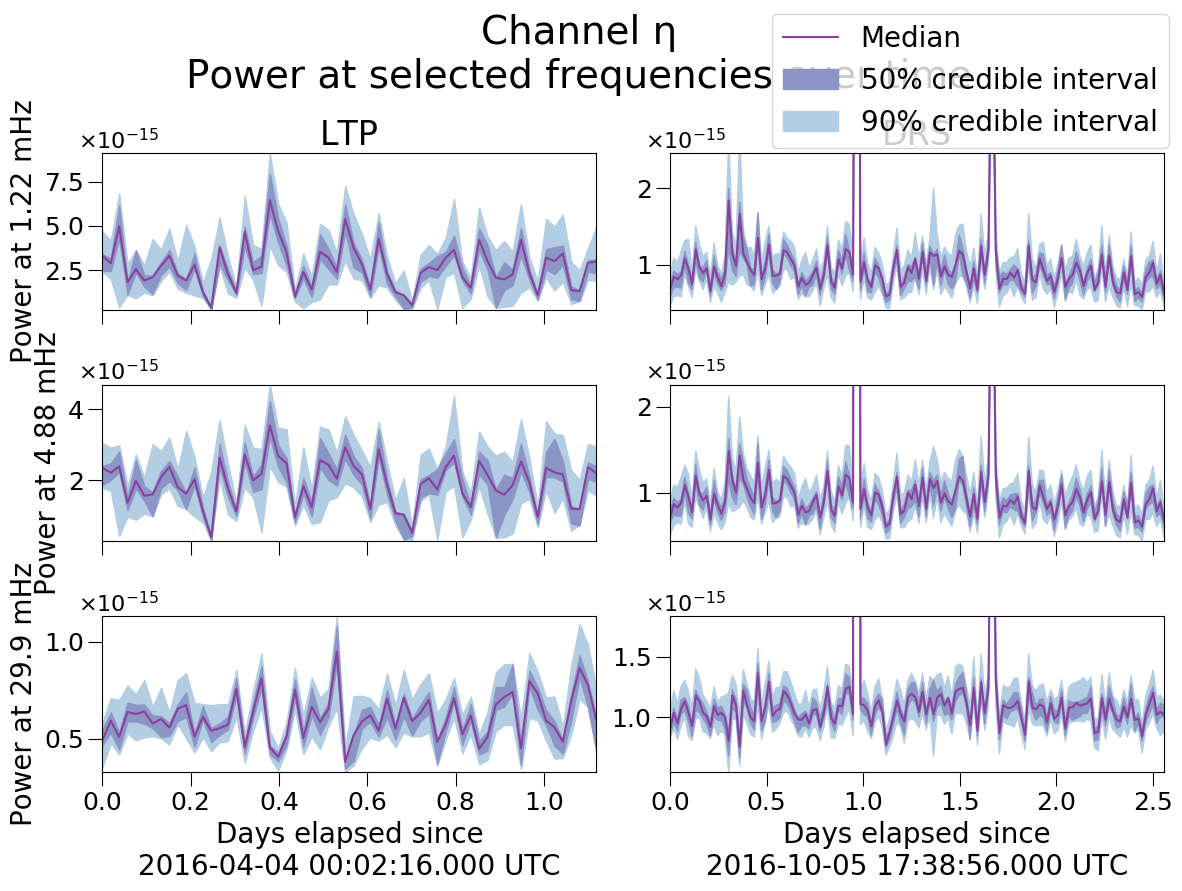 Channel η
Power at selected frequencies over time
Median
50% credible interval
90% credible interval
LTP
DRS
Power at 1.22 mHz
×10⁻¹⁵
7.5
5.0
2.5
×10⁻¹⁵
2
1
Power at 4.88 mHz
×10⁻¹⁵
4
2
×10⁻¹⁵
2
1
Power at 29.9 mHz
×10⁻¹⁵
1.0
0.5
×10⁻¹⁵
1.5
1.0
0.0 0.2 0.4 0.6 0.8 1.0
Days elapsed since
2016-04-04 00:02:16.000 UTC
0.0 0.5 1.0 1.5 2.0 2.5
Days elapsed since
2016-10-05 17:38:56.000 UTC